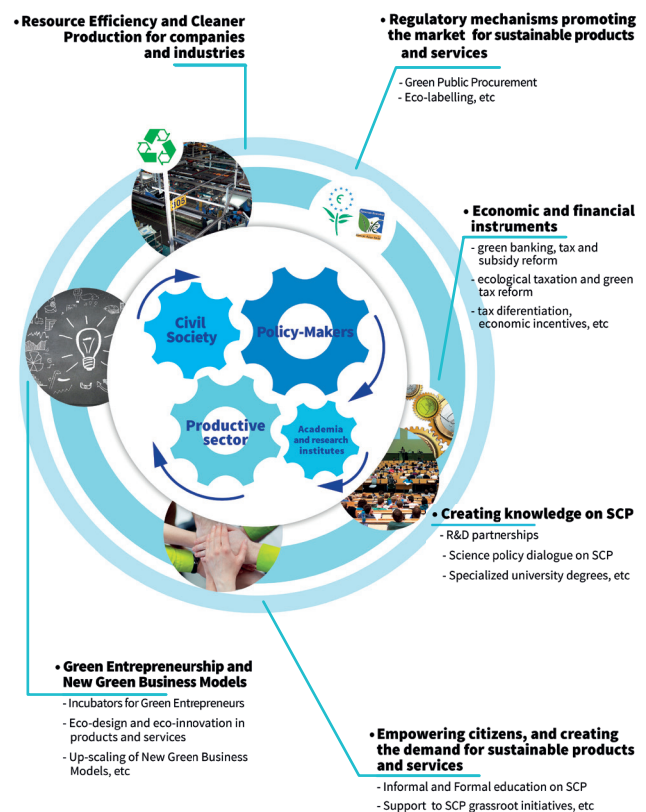 • Resource Efficiency and Cleaner
Production for companies
and industries
• Regulatory mechanisms promoting
the market for sustainable products
and services
- Green Public Procurement
- Eco-labelling, etc
• Economic and financial
instruments
- green banking, tax and
subsidy reform
- ecological taxation and green
tax reform
- tax diferentiation,
economic incentives, etc
Civil
Society
Policy-Makers
Productive
sector
Academia
and research
institutes
• Creating knowledge on SCP
- R&D partnerships
- Science policy dialogue on SCP
- Specialized university degrees, etc
• Green Entrepreneurship and
New Green Business Models
- Incubators for Green Entrepreneurs
- Eco-design and eco-innovation in
products and services
- Up-scaling of New Green Business
Models, etc
• Empowering citizens, and creating
the demand for sustainable products
and services
- Informal and Formal education on SCP
- Support to SCP grassroot initiatives, etc